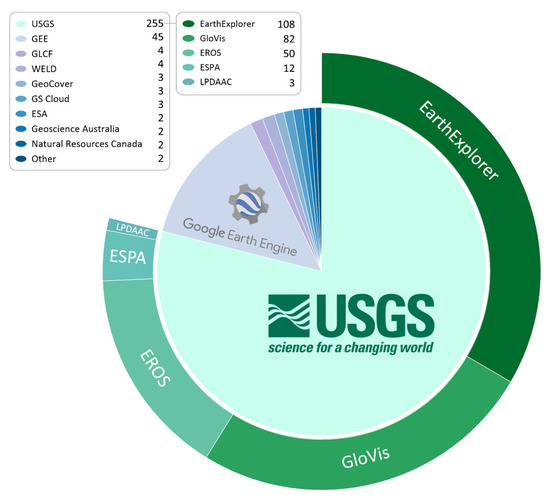 USGS
GEE
GLCF
WELD
GeoCover
GS Cloud
ESA
Geoscience Australia
Natural Resources Canada
Other
255
45
4
4
3
3
3
2
2
2
2
EarthExplorer 108
GloVis 82
EROS 50
ESPA 12
LPDAAC 3
EarthExplorer
Google Earth Engine
LPDAAC
ESPA
USGS
science for a changing world
EROS
GloVis